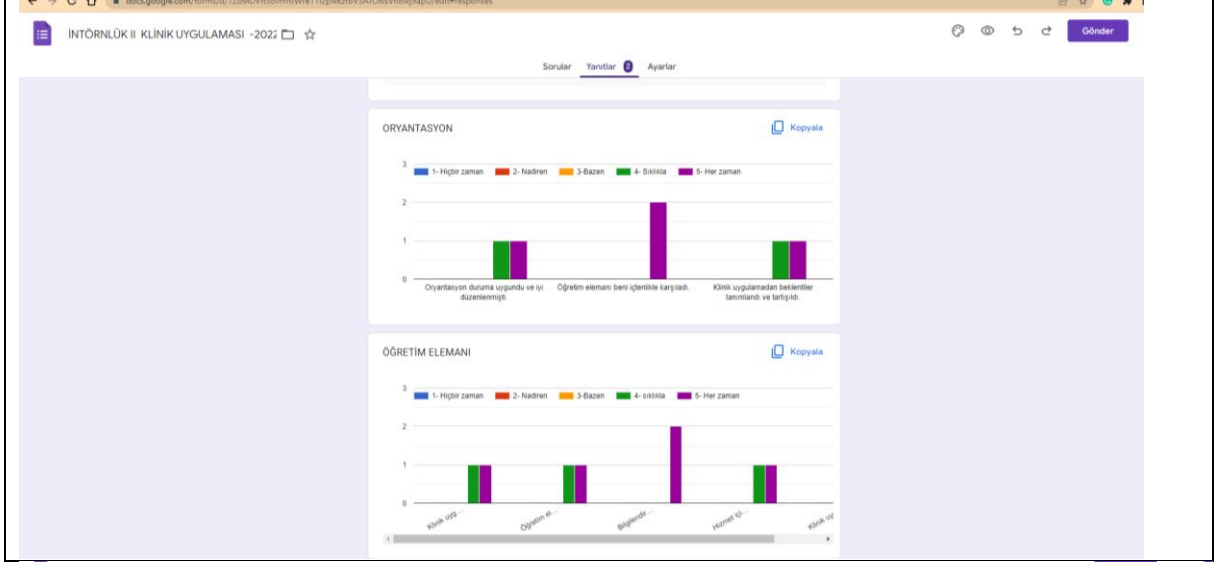 İNTÖRNLÜK II KLİNİK UYGULAMASI -2022
Gönder
Sorular Yanıtlar 2 Ayarlar
ORYANTASYON
Kopyala
3
1- Hiçbir zaman 2- Nadiren 3-Bazen 4- Sıklıkla 5- Her zaman
2
1
0
Oryantasyon duruma uygundu ve iyi
düzenlenmişti.
Öğretim elemanı beni içtenlikle karşıladı.
Klinik uygulamadan beklentiler
tanımlandı ve tartışıldı.
ÖĞRETİM ELEMANI
Kopyala
3
1- Hiçbir zaman 2- Nadiren 3-Bazen 4- sıklıkla 5- Her zaman
2
1
0
Klinik uyg...
Öğretim el...
Bilgilendir...
Hizmet içi...
Klinik uy